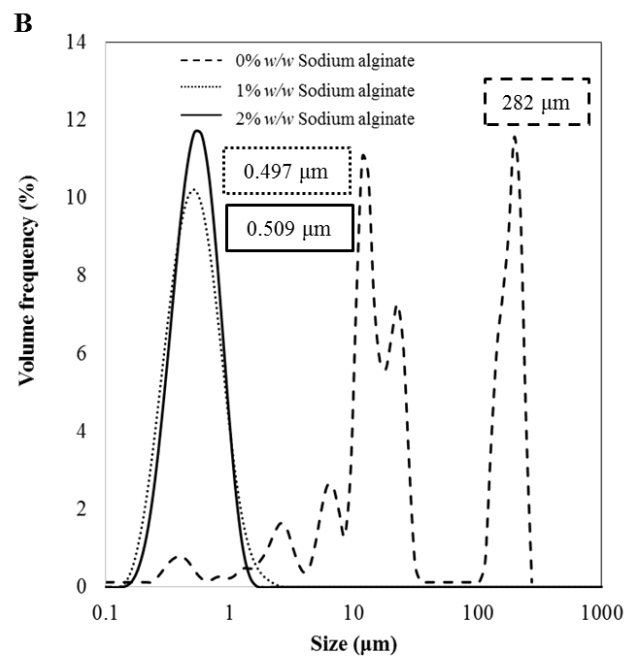 B
14
12
10
8
6
4
2
0
Volume frequency (%)
0% w/w Sodium alginate
1% w/w Sodium alginate
2% w/w Sodium alginate
282 μm
0.497 μm
0.509 μm
0.1 1 10 100 1000
Size (μm)